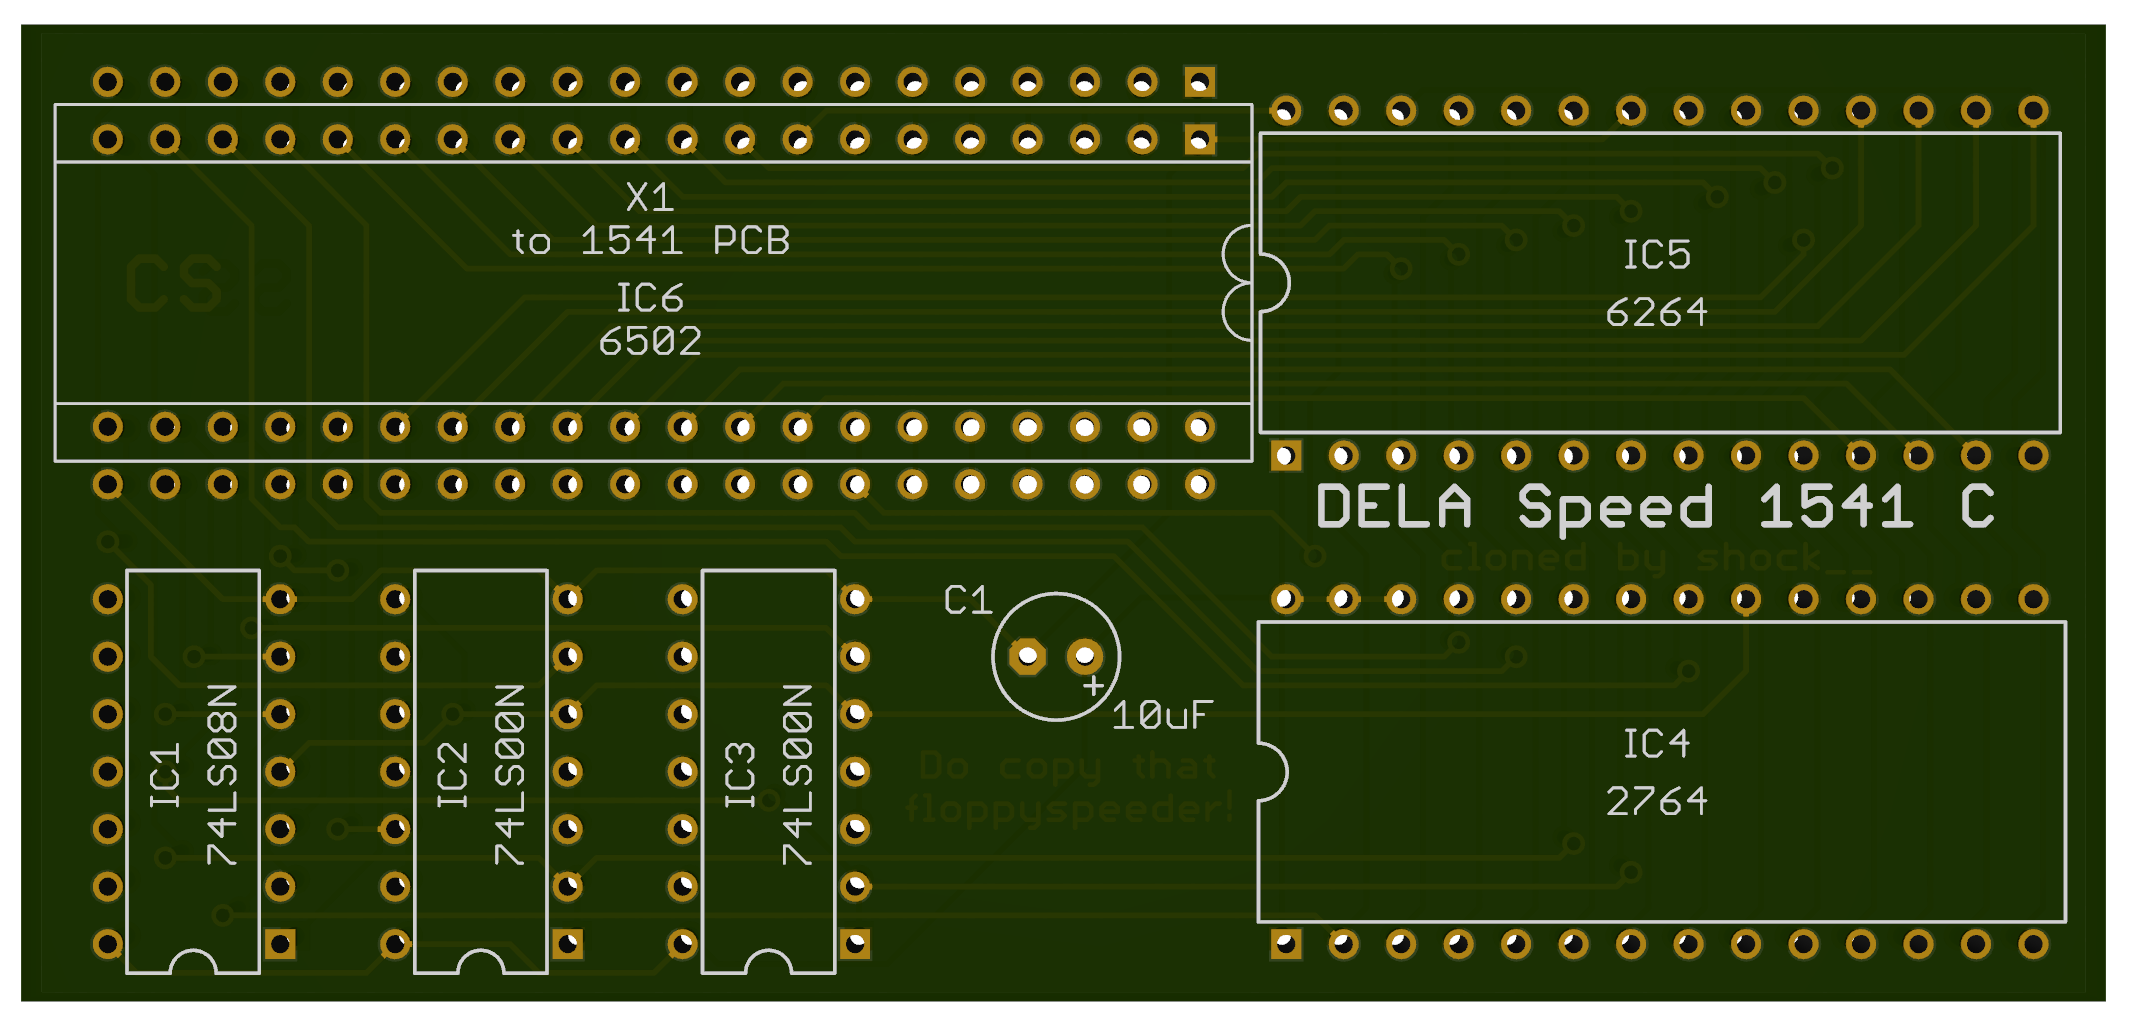 X1
to 1541 PCB
IC6
6502
CS
IC5
6264
DELA Speed 1541 C
cloned by shock__
C1
+
10uF
IC1
74LS08N
IC2
74LS00N
IC3
74LS00N
Do copy that
floppyspeeder!
IC4
2764